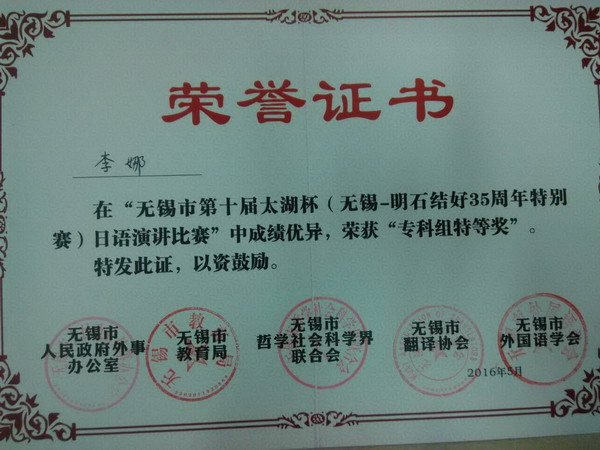 荣誉证书
李娜
在“无锡市第十届太湖杯（无锡-明石结好35周年特别
赛）日语演讲比赛”中成绩优异，荣获“专科组特等奖”。
特发此证，以资鼓励。
无锡市
人民政府外事
办公室
无锡市
教育局
无锡市
哲学社会科学界
联合会
无锡市
翻译协会
无锡市
外国语学会
2016年5月